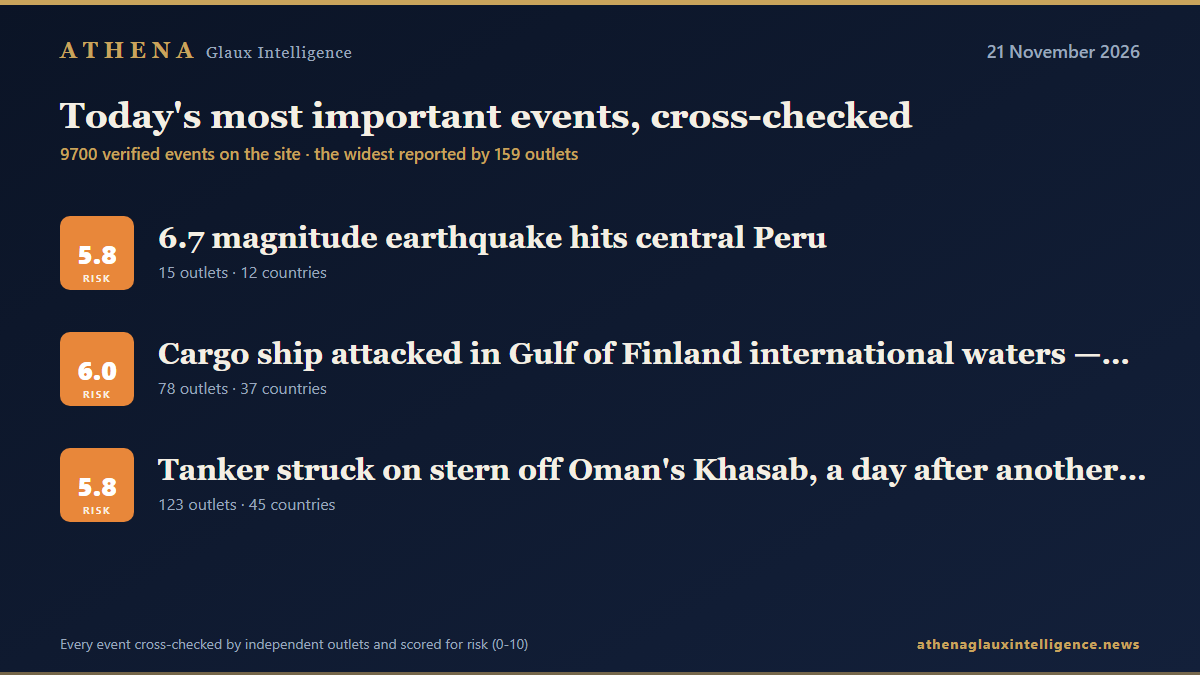 ATHENA Glaux Intelligence
21 November 2026
Today's most important events, cross-checked
9700 verified events on the site · the widest reported by 159 outlets
5.8
RISK
6.7 magnitude earthquake hits central Peru
15 outlets · 12 countries
6.0
RISK
Cargo ship attacked in Gulf of Finland international waters —...
78 outlets · 37 countries
5.8
RISK
Tanker struck on stern off Oman's Khasab, a day after another...
123 outlets · 45 countries
Every event cross-checked by independent outlets and scored for risk (0-10)
athenaglauxintelligence.news